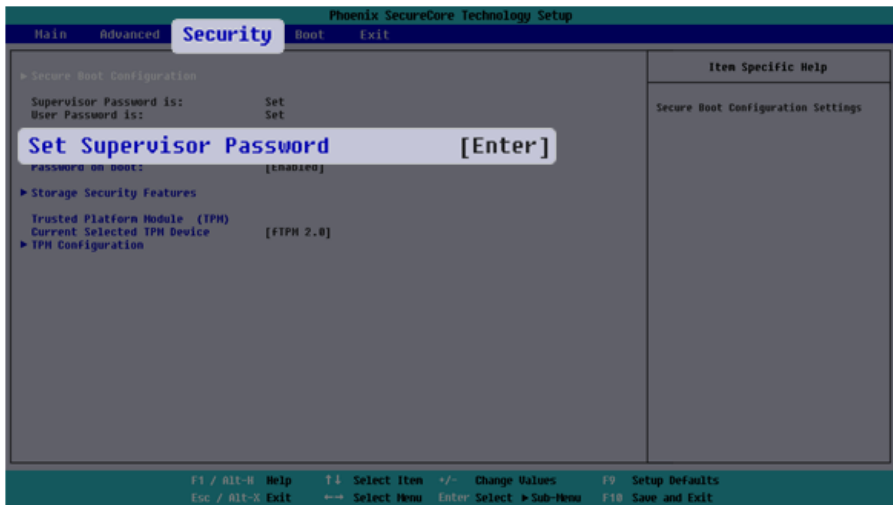 Phoenix SecureCore Technology Setup
Main Advanced Security Boot Exit
Item Specific Help
▶ Secure Boot Configuration
Supervisor Password is: Set
User Password is: Set
Secure Boot Configuration Settings
Set Supervisor Password [Enter]
Password on boot: [Enabled]
▶ Storage Security Features
Trusted Platform Module (TPM)
Current Selected TPM Device [fTPM 2.0]
▶ TPM Configuration
F1 / Alt-H Help ↑↓ Select Item +/- Change Values F9 Setup Defaults
Esc / Alt-X Exit ←→ Select Menu Enter Select ▶ Sub-Menu F10 Save and Exit